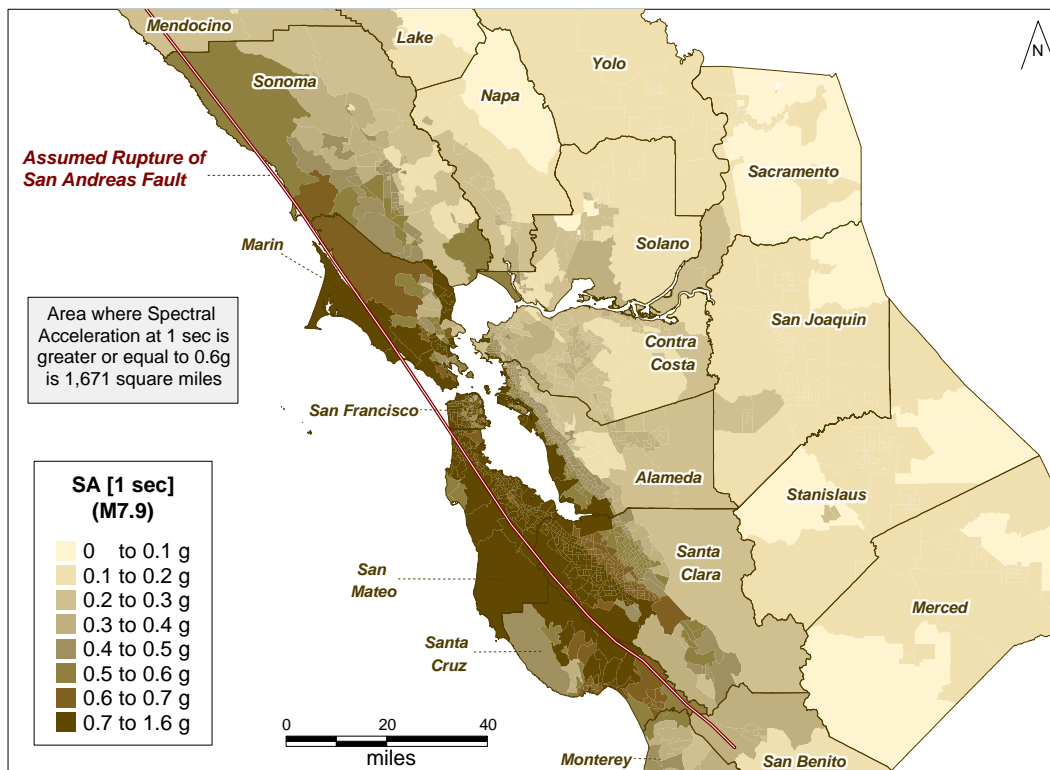 Mendocino
Lake
Yolo
N
Sonoma
Napa
Assumed Rupture of
San Andreas Fault
Sacramento
Marin
Solano
Area where Spectral
Acceleration at 1 sec is
greater or equal to 0.6g
is 1,671 square miles
San Joaquin
Contra
Costa
San Francisco
Alameda
Stanislaus
SA [1 sec]
(M7.9)
0 to 0.1 g
0.1 to 0.2 g
0.2 to 0.3 g
0.3 to 0.4 g
0.4 to 0.5 g
0.5 to 0.6 g
0.6 to 0.7 g
0.7 to 1.6 g
Santa
Clara
San
Mateo
Merced
Santa
Cruz
0 20 40
miles
Monterey
San Benito